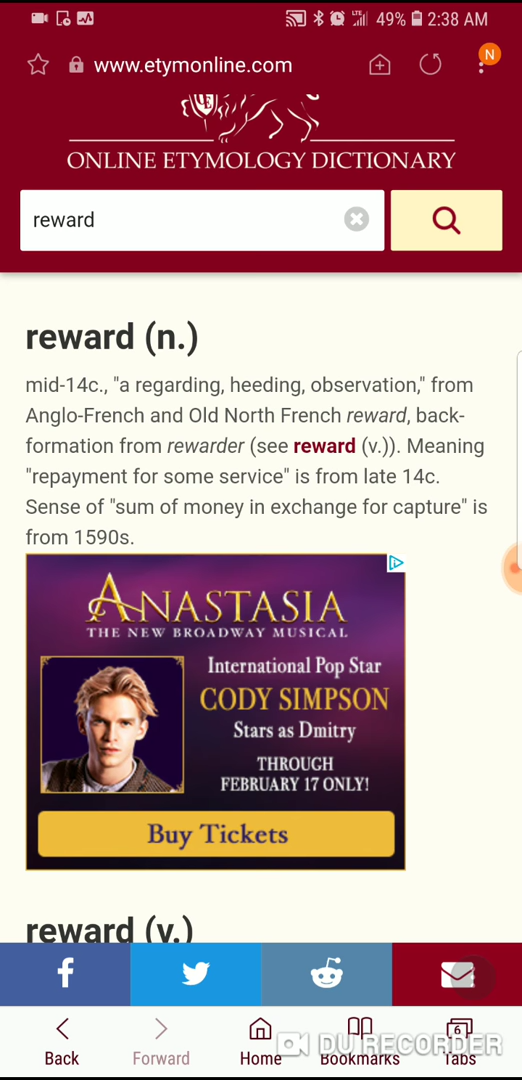 LTE 49% 2:38 AM
www.etymonline.com
N
ONLINE ETYMOLOGY DICTIONARY
reward
reward (n.)
mid-14c., "a regarding, heeding, observation," from
Anglo-French and Old North French reward, back-
formation from rewarder (see reward (v.)). Meaning
"repayment for some service" is from late 14c.
Sense of "sum of money in exchange for capture" is
from 1590s.
ANASTASIA
THE NEW BROADWAY MUSICAL
International Pop Star
CODY SIMPSON
Stars as Dmitry
THROUGH
FEBRUARY 17 ONLY!
Buy Tickets
reward (v.)
6
Back Forward Home Bookmarks Tabs
DU RECORDER